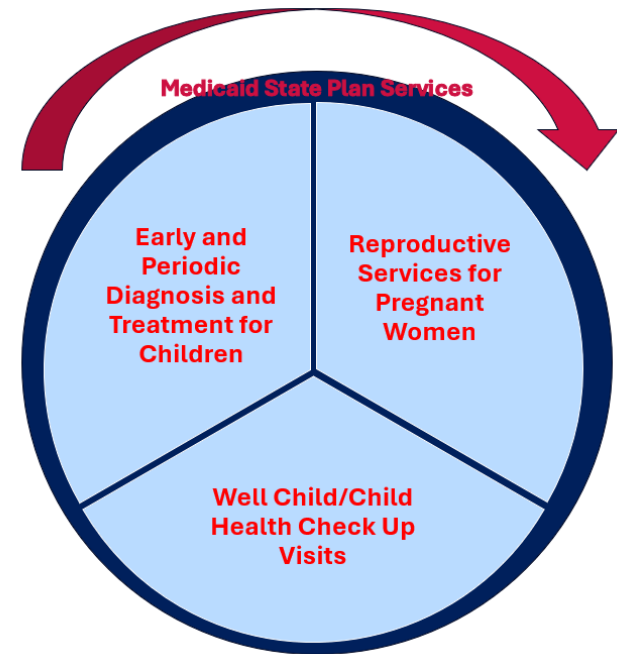 Medicaid State Plan Services
Early and
Periodic
Diagnosis and
Treatment for
Children
Reproductive
Services for
Pregnant
Women
Well Child/Child
Health Check Up
Visits